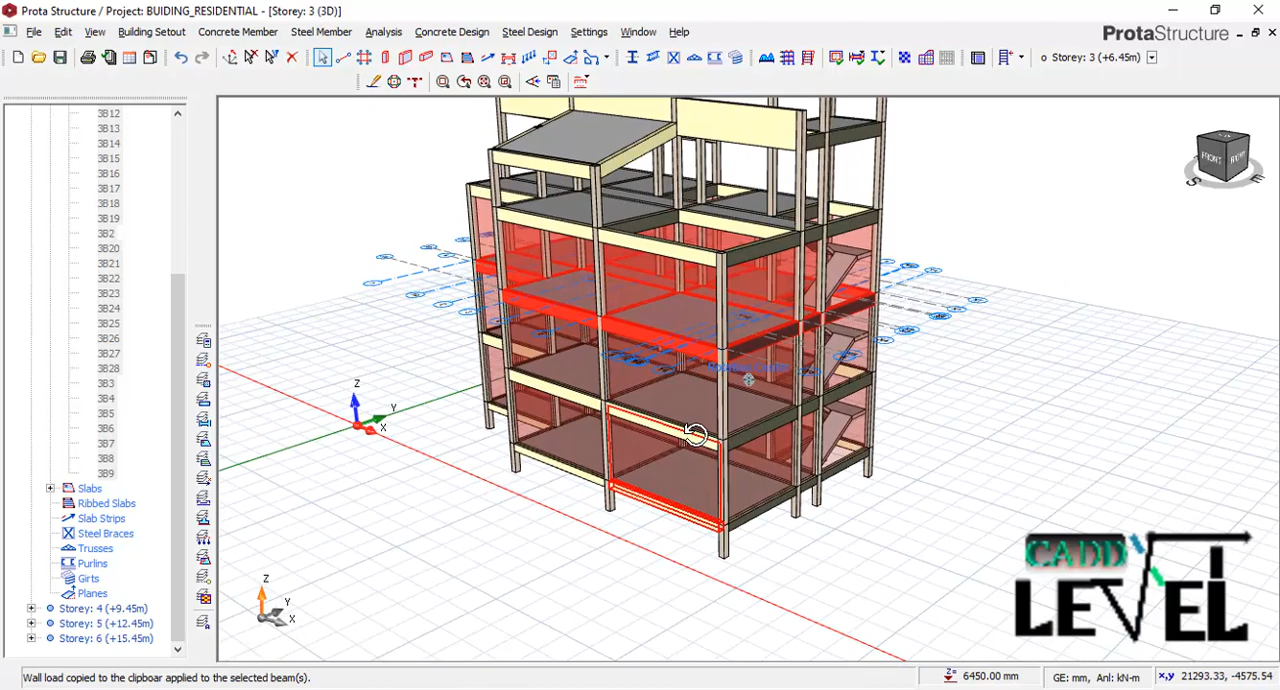 Prota Structure / Project: BUIDING_RESIDENTIAL - [Storey: 3 (3D)]
File Edit View Building Setout Concrete Member Steel Member Analysis Concrete Design Steel Design Settings Window Help
ProtaStructure
Storey: 3 (+6.45m)
3B12
3B13
3B14
3B15
3B16
3B17
3B18
3B19
3B2
3B20
3B21
3B22
3B23
3B24
3B25
3B26
3B27
3B28
3B3
3B4
3B5
3B6
3B7
3B8
3B9
Slabs
Ribbed Slabs
Slab Strips
Steel Braces
Trusses
Purlins
Girts
Planes
Storey: 4 (+9.45m)
Storey: 5 (+12.45m)
Storey: 6 (+15.45m)
FRONT RIGHT
S E
Z
Y
X
Z
Y
X
CADD
LEVEL
Wall load copied to the clipboar applied to the selected beam(s).
Z= 6450.00 mm
GE: mm, Anl: kN-m
x,y 21293.33, -4575.54